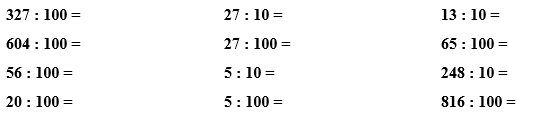 327 : 100 = 27 : 10 = 13 : 10 =
604 : 100 = 27 : 100 = 65 : 100 =
56 : 100 = 5 : 10 = 248 : 10 =
20 : 100 = 5 : 100 = 816 : 100 =